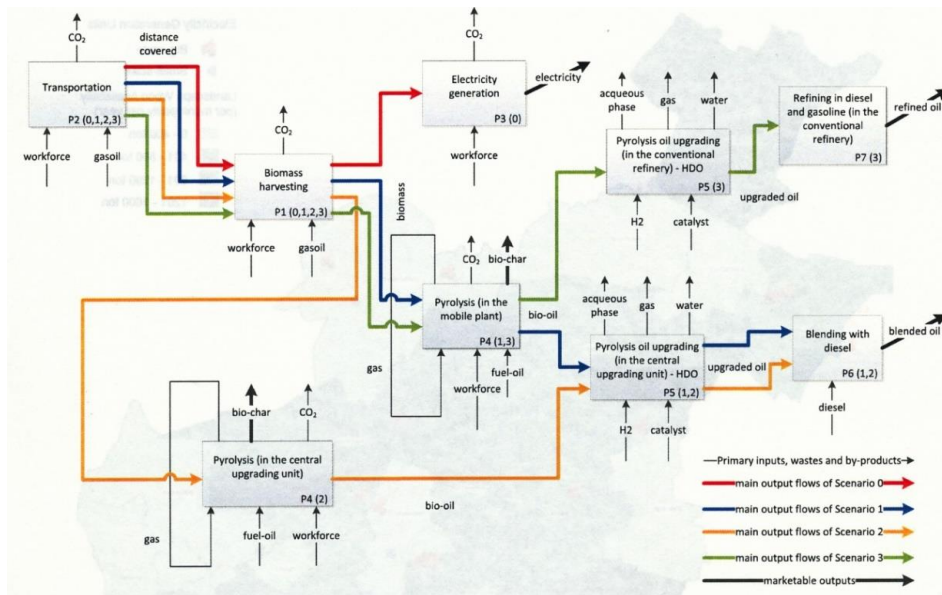 CO₂
distance
covered
Transportation
P2 (0,1,2,3)
workforce
gasoil
CO₂
Biomass
harvesting
P1 (0,1,2,3)
workforce
gasoil
CO₂
Electricity
generation
P3 (0)
electricity
workforce
acqueous
phase
gas
water
Pyrolysis oil upgrading
(in the conventional
refinery) - HDO
P5 (3)
H2
catalyst
upgraded oil
Refining in diesel
and gasoline (in the
conventional
refinery)
P7 (3)
refined oil
biomass
CO₂
bio-char
Pyrolysis (in the
mobile plant)
P4 (1,3)
gas
workforce
fuel-oil
bio-oil
acqueous
phase
gas
water
Pyrolysis oil upgrading
(in the central
upgrading unit) - HDO
P5 (1,2)
H2
catalyst
upgraded oil
Blending with
diesel
P6 (1,2)
blended oil
diesel
bio-char
CO₂
Pyrolysis (in the central
upgrading unit)
P4 (2)
gas
fuel-oil
workforce
bio-oil
Primary inputs, wastes and by-products
main output flows of Scenario 0
main output flows of Scenario 1
main output flows of Scenario 2
main output flows of Scenario 3
marketable outputs